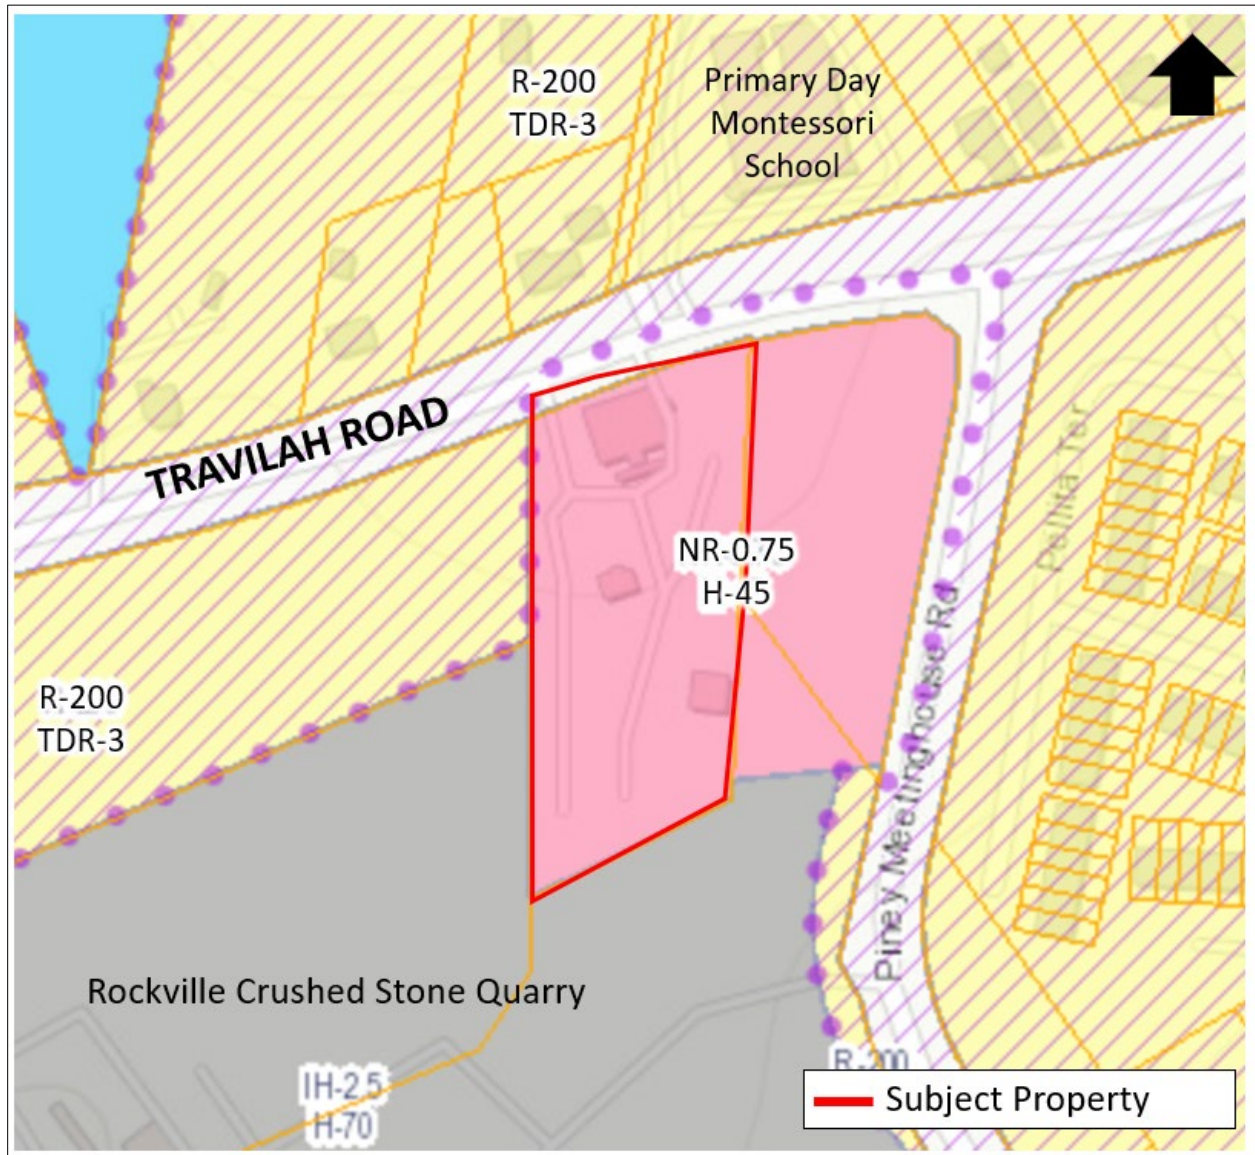 R-200
TDR-3
Primary Day
Montessori
School
TRAVILAH ROAD
Pellita Ter
NR-0.75
H-45
R-200
TDR-3
Piney Meetinghouse Rd
Rockville Crushed Stone Quarry
IH-2.5
H-70
R-200
Subject Property